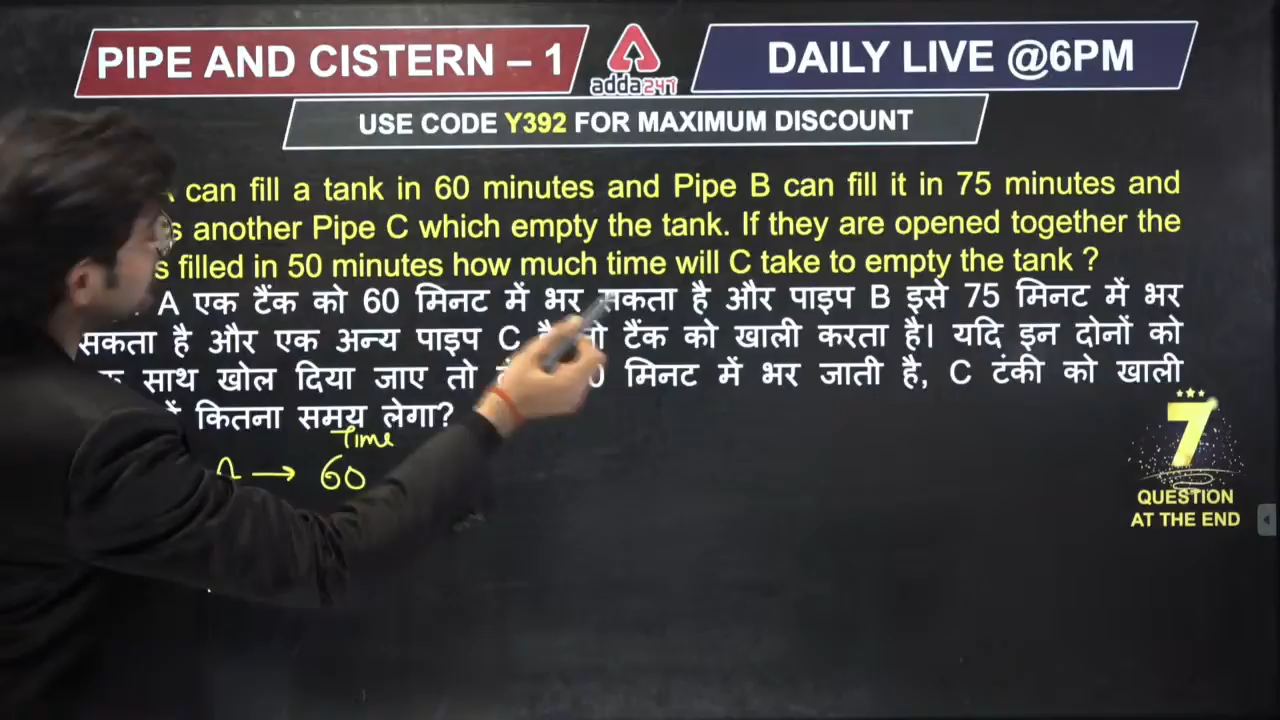 PIPE AND CISTERN – 1
adda247
DAILY LIVE @6PM
USE CODE Y392 FOR MAXIMUM DISCOUNT
can fill a tank in 60 minutes and Pipe B can fill it in 75 minutes and
another Pipe C which empty the tank. If they are opened together the
filled in 50 minutes how much time will C take to empty the tank ?
A एक टैंक को 60 मिनट में भर सकता है और पाइप B इसे 75 मिनट में भर
सकता है और एक अन्य पाइप C टैंक को खाली करता है। यदि इन दोनों को
साथ खोल दिया जाए तो मिनट में भर जाती है, C टंकी को खाली
कितना समय लेगा?
Time
→ 60
7
QUESTION
AT THE END